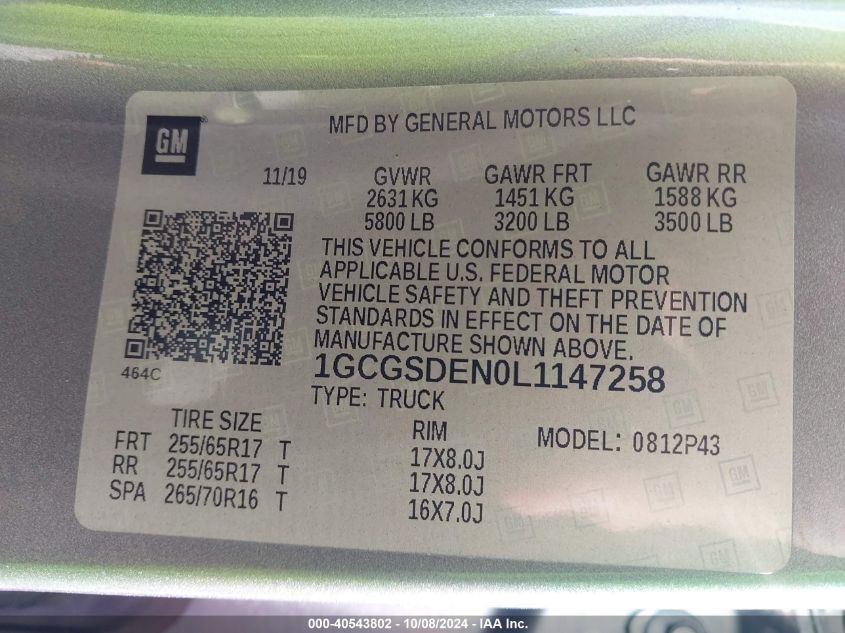 GM
MFD BY GENERAL MOTORS LLC
11/19 GVWR GAWR FRT GAWR RR
2631 KG 1451 KG 1588 KG
5800 LB 3200 LB 3500 LB
THIS VEHICLE CONFORMS TO ALL
APPLICABLE U.S. FEDERAL MOTOR
VEHICLE SAFETY AND THEFT PREVENTION
STANDARDS IN EFFECT ON THE DATE OF
MANUFACTURE SHOWN ABOVE.
464C
1GCGSDEN0L1147258
TYPE: TRUCK
TIRE SIZE RIM MODEL: 0812P43
FRT 255/65R17 T 17X8.0J
RR 255/65R17 T 17X8.0J
SPA 265/70R16 T 16X7.0J
000-40543802 - 10/08/2024 - IAA Inc.